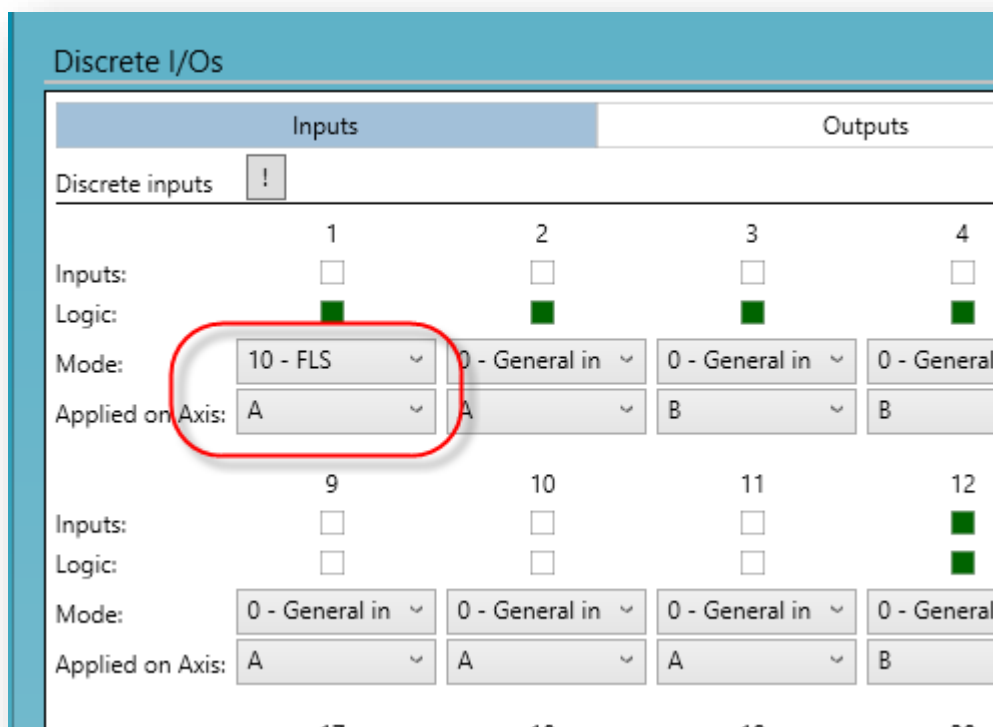 Discrete I/Os
Inputs Outputs
Discrete inputs !
1 2 3 4
Inputs:
Logic:
Mode: 10 - FLS 0 - General in 0 - General in 0 - General
Applied on Axis: A A B B
9 10 11 12
Inputs:
Logic:
Mode: 0 - General in 0 - General in 0 - General in 0 - General
Applied on Axis: A A A B